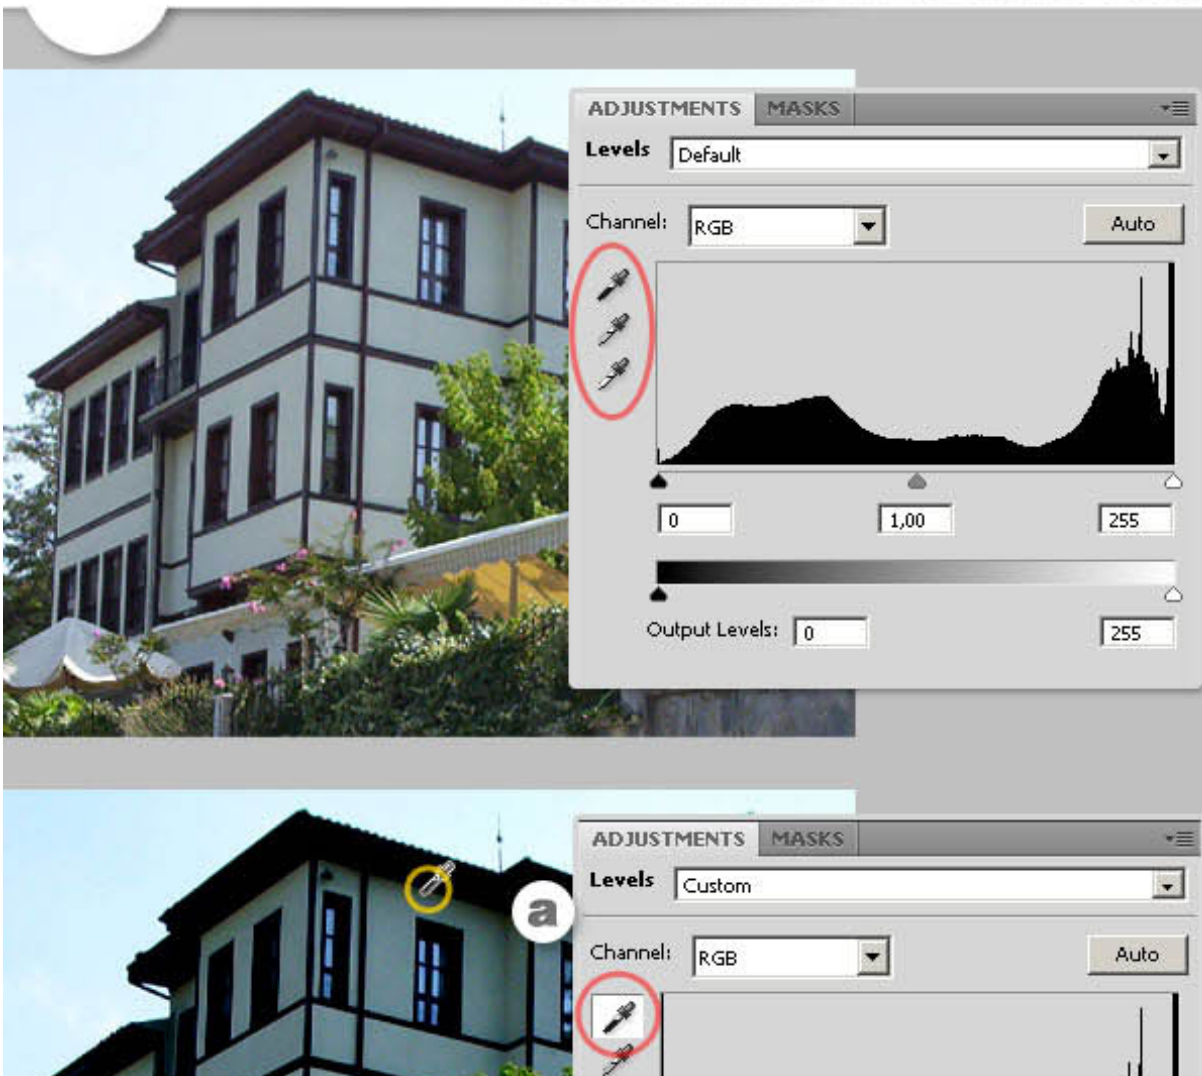 ADJUSTMENTS MASKS
Levels Default
Channel: RGB Auto
0 1,00 255
Output Levels: 0 255
ADJUSTMENTS MASKS
Levels Custom
a
Channel: RGB Auto